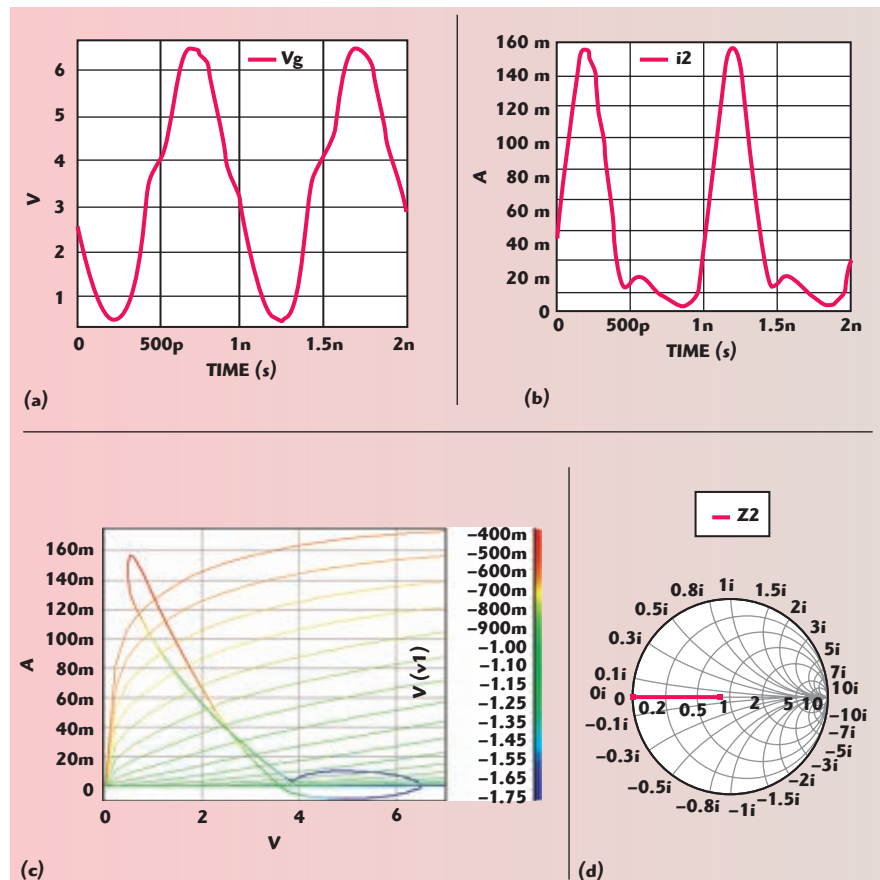 Vg
6
5
4
3
2
1
V
0 500p 1n 1.5n 2n
TIME (s)
(a)
i2
160 m
140 m
120 m
100 m
80 m
60 m
40 m
20 m
0
A
0 500p 1n 1.5n 2n
TIME (s)
(b)
160m
140m
120m
100m
80m
60m
40m
20m
0
A
0 2 4 6
V
V (v1)
−400m
−500m
−600m
−700m
−800m
−900m
−1.00
−1.10
−1.15
−1.25
−1.35
−1.45
−1.55
−1.65
−1.75
(c)
Z2
1i
0.8i 1.5i
0.5i 2i
0.3i 3i
5i
0.1i 7i
0i 10i
0 0.2 0.5 1 2 5 10
−0.1i −10i
−7i
−0.3i −5i
−3i
−0.5i −2i
−0.8i −1i −1.5i
(d)